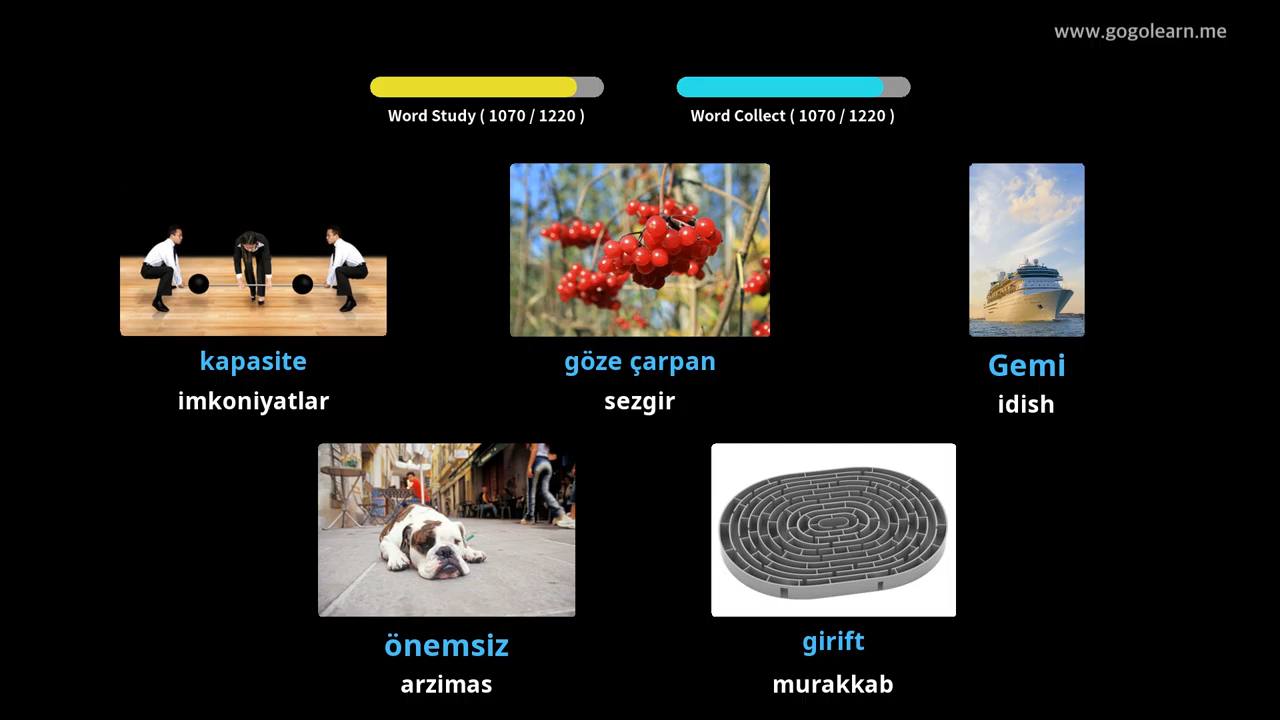 www.gogolearn.me
Word Study ( 1070 / 1220 )
Word Collect ( 1070 / 1220 )
kapasite
imkoniyatlar
göze çarpan
sezgir
Gemi
idish
önemsiz
arzimas
girift
murakkab